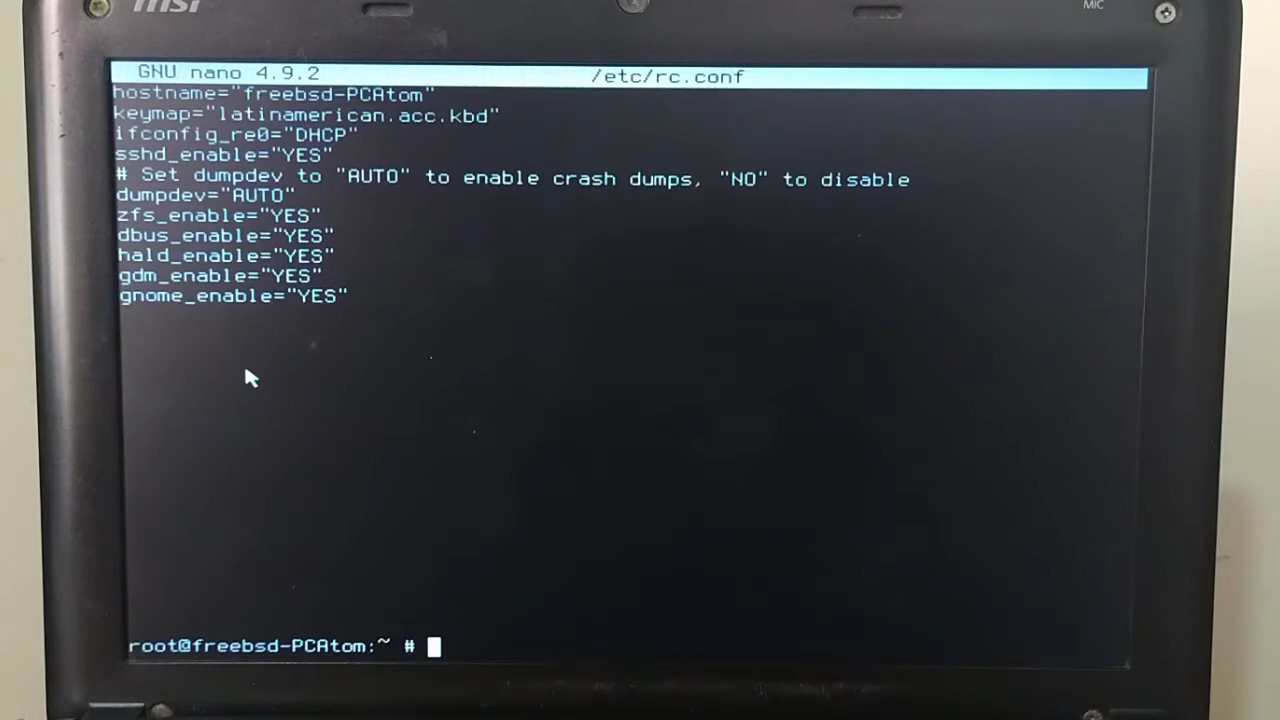 msi
MIC
GNU nano 4.9.2 /etc/rc.conf
hostname="freebsd-PCAtom"
keymap="latinamerican.acc.kbd"
ifconfig_re0="DHCP"
sshd_enable="YES"
# Set dumpdev to "AUTO" to enable crash dumps, "NO" to disable
dumpdev="AUTO"
zfs_enable="YES"
dbus_enable="YES"
hald_enable="YES"
gdm_enable="YES"
gnome_enable="YES"
root@freebsd-PCAtom:~ #